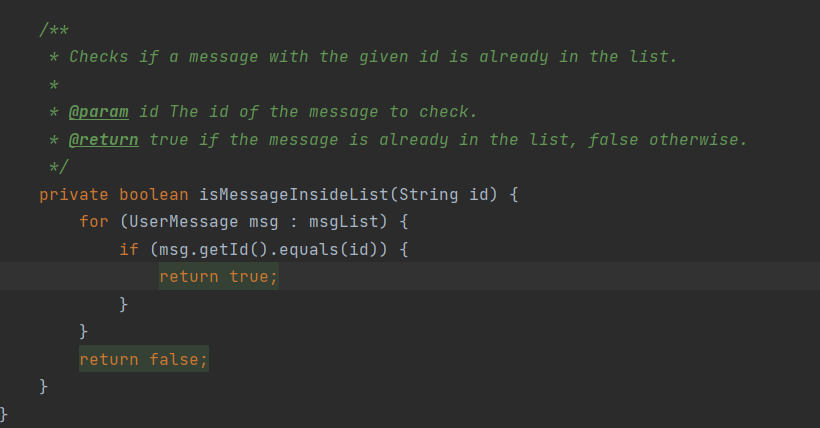 /**
 * Checks if a message with the given id is already in the list.
 *
 * @param id The id of the message to check.
 * @return true if the message is already in the list, false otherwise.
 */
private boolean isMessageInsideList(String id) {
    for (UserMessage msg : msgList) {
        if (msg.getId().equals(id)) {
            return true;
        }
    }
    return false;
}
}